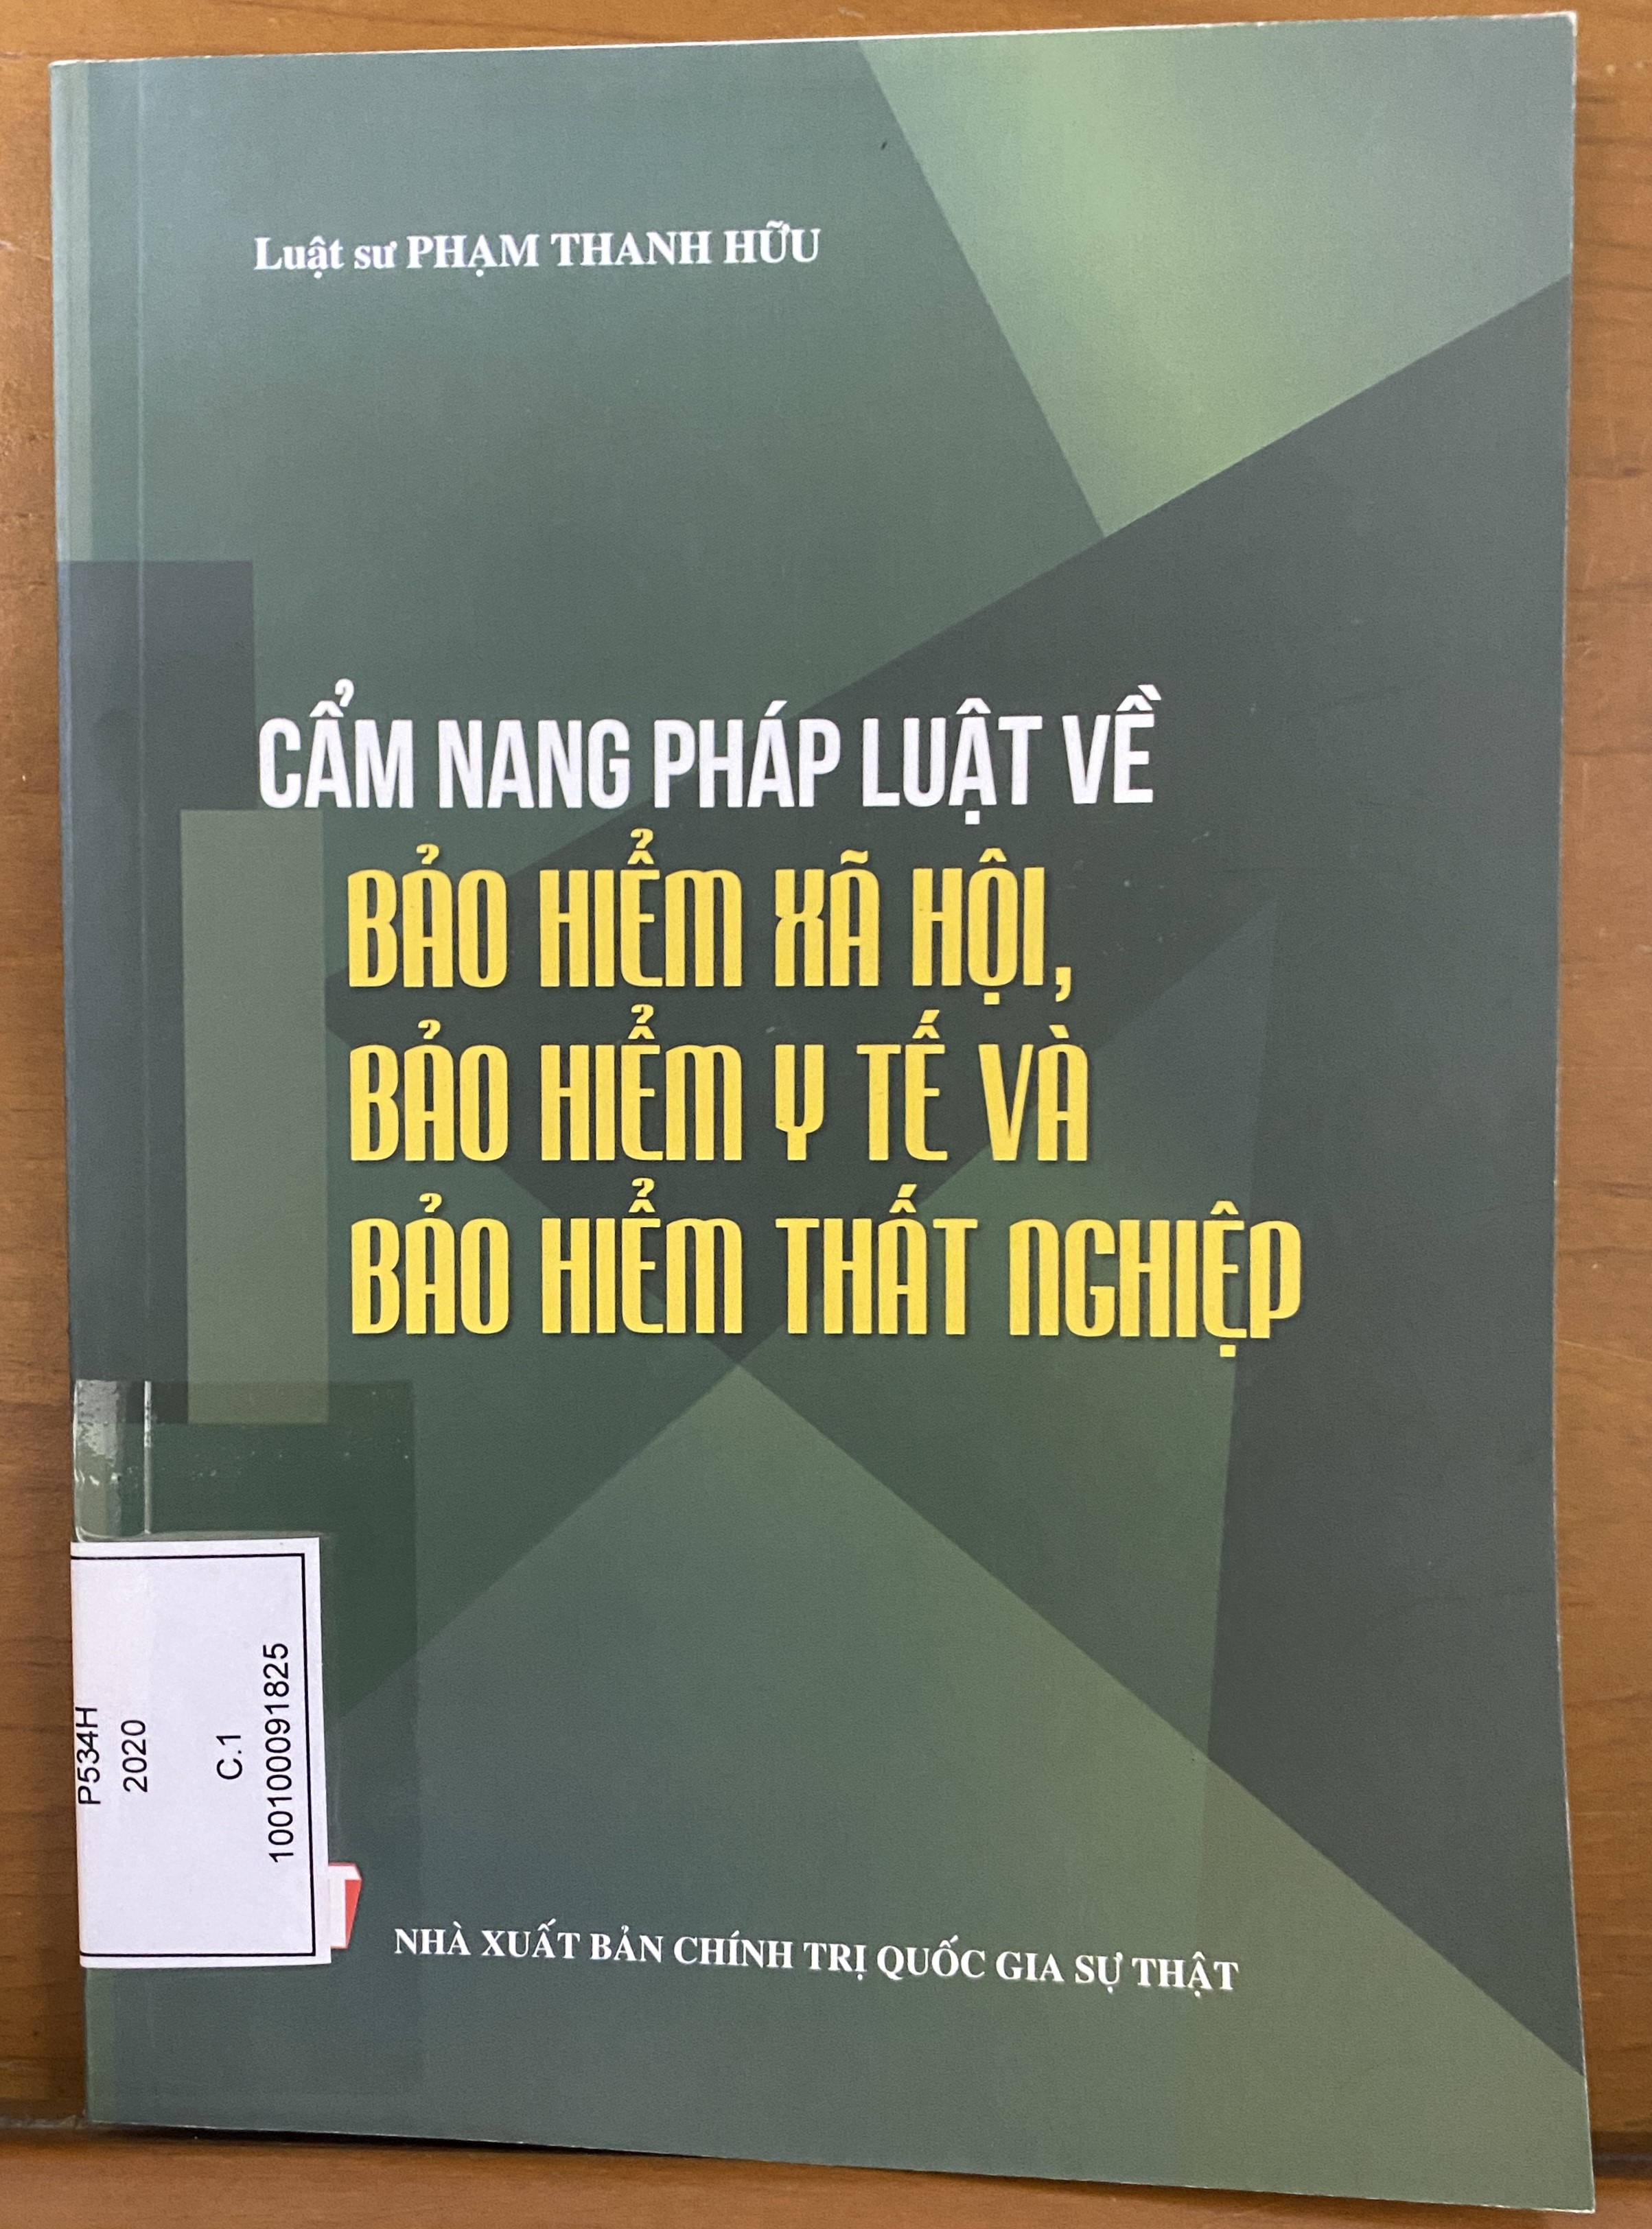 Luật sư PHẠM THANH HỮU
CẨM NANG PHÁP LUẬT VỀ
BẢO HIỂM XÃ HỘI,
BẢO HIỂM Y TẾ VÀ
BẢO HIỂM THẤT NGHIỆP
P534H
2020
C.1
100100091825
NHÀ XUẤT BẢN CHÍNH TRỊ QUỐC GIA SỰ THẬT